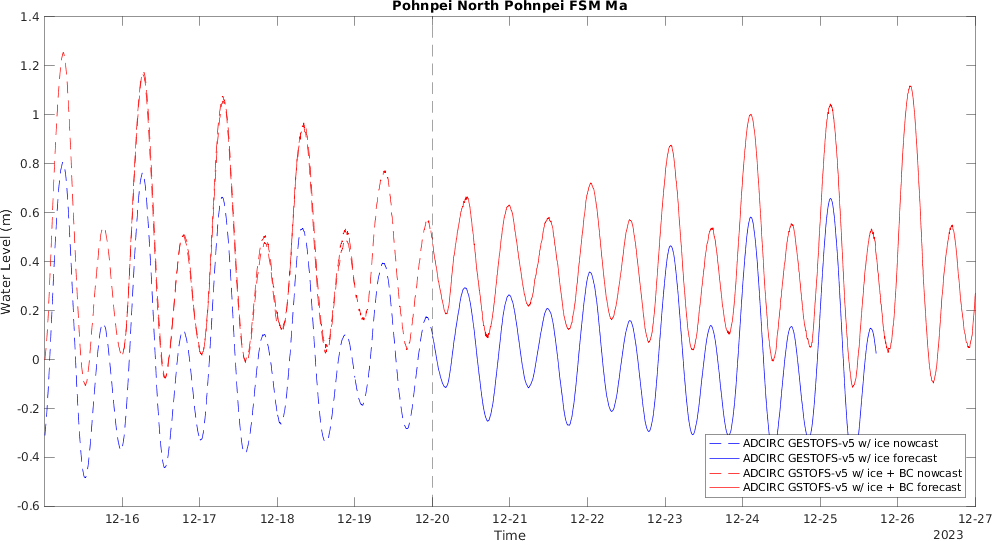 Pohnpei North Pohnpei FSM Ma
Water Level (m)
1.4
1.2
1
0.8
0.6
0.4
0.2
0
-0.2
-0.4
-0.6
ADCIRC GESTOFS-v5 w/ ice nowcast
ADCIRC GESTOFS-v5 w/ ice forecast
ADCIRC GSTOFS-v5 w/ ice + BC nowcast
ADCIRC GSTOFS-v5 w/ ice + BC forecast
12-16 12-17 12-18 12-19 12-20 12-21 12-22 12-23 12-24 12-25 12-26 12-27
Time
2023